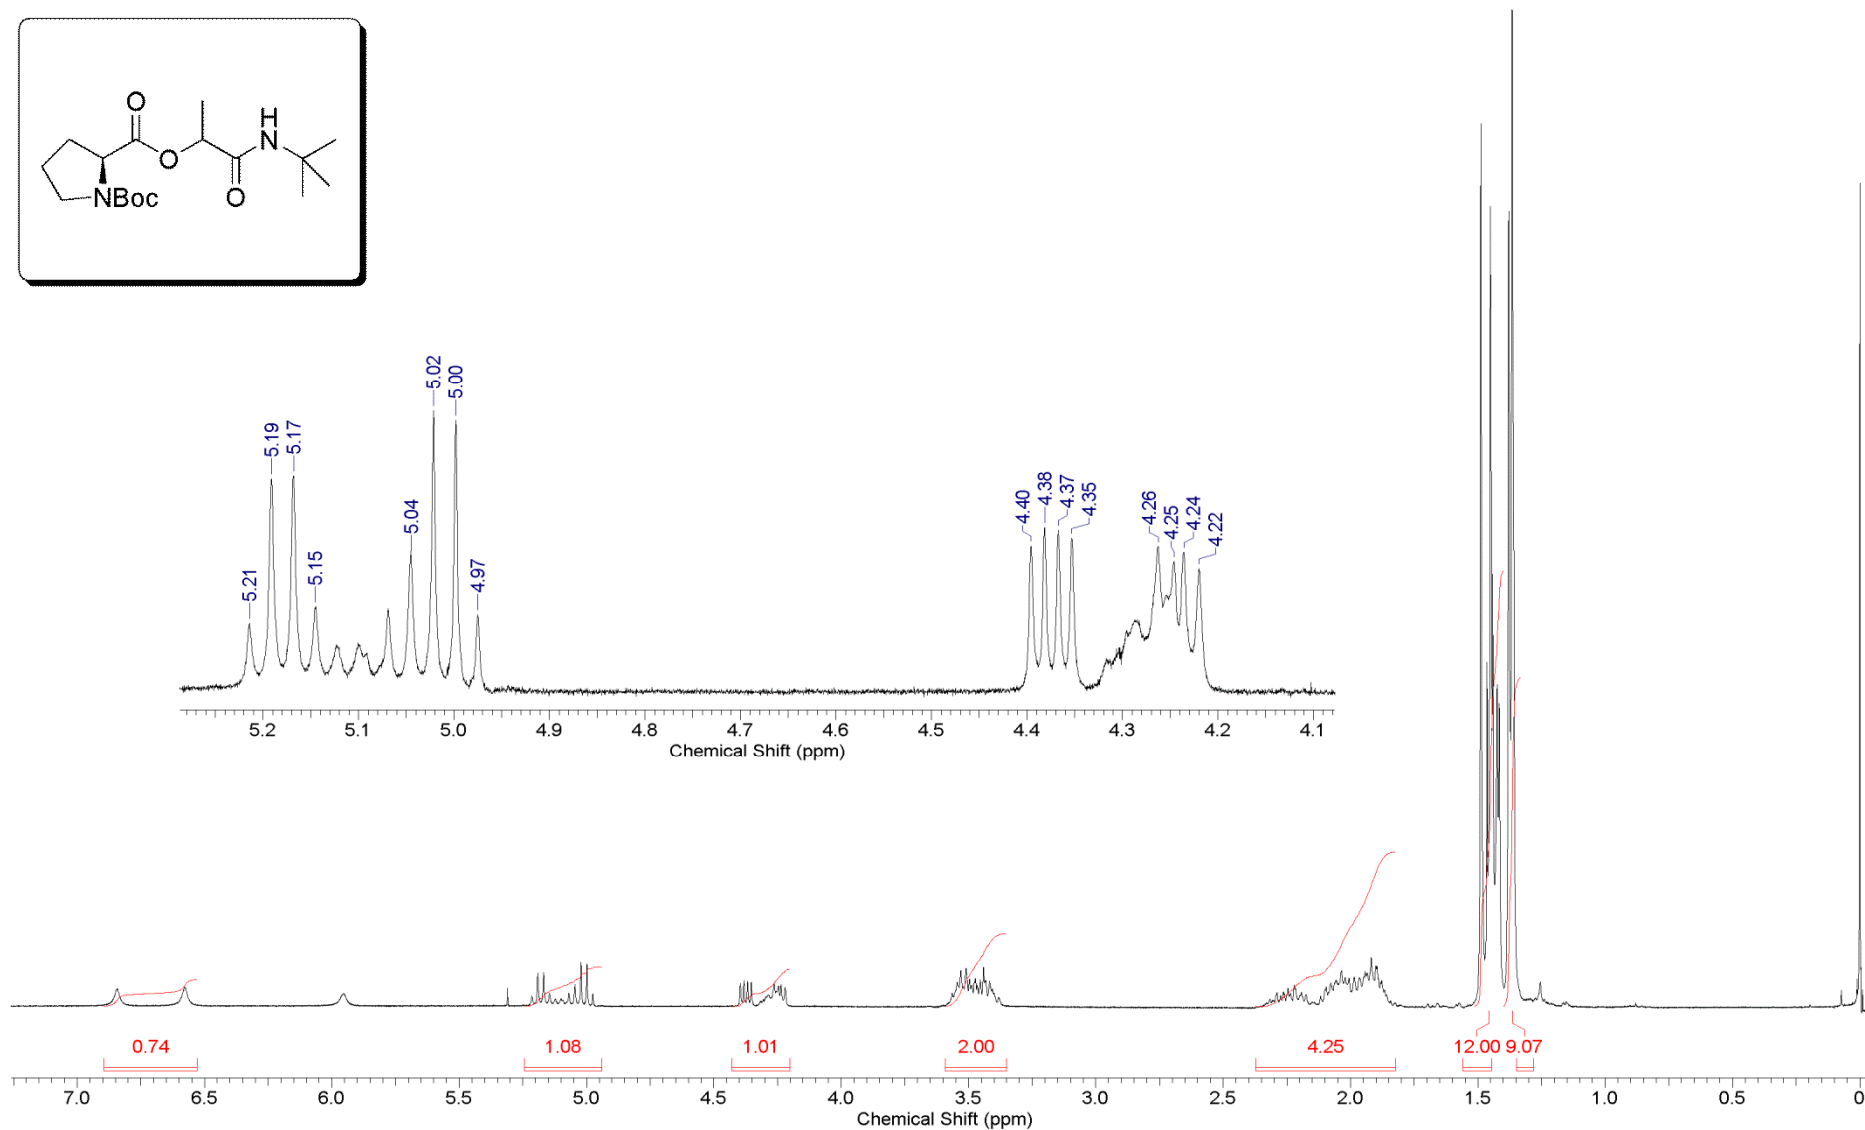 O
H
N
O
O
NBoc
5.21
5.19
5.17
5.15
5.04
5.02
5.00
4.97
4.40
4.38
4.37
4.35
4.26
4.25
4.24
4.22
5.2 5.1 5.0 4.9 4.8 4.7 4.6 4.5 4.4 4.3 4.2 4.1
Chemical Shift (ppm)
0.74 1.08 1.01 2.00 4.25 12.00 9.07
7.0 6.5 6.0 5.5 5.0 4.5 4.0 3.5 3.0 2.5 2.0 1.5 1.0 0.5 0
Chemical Shift (ppm)